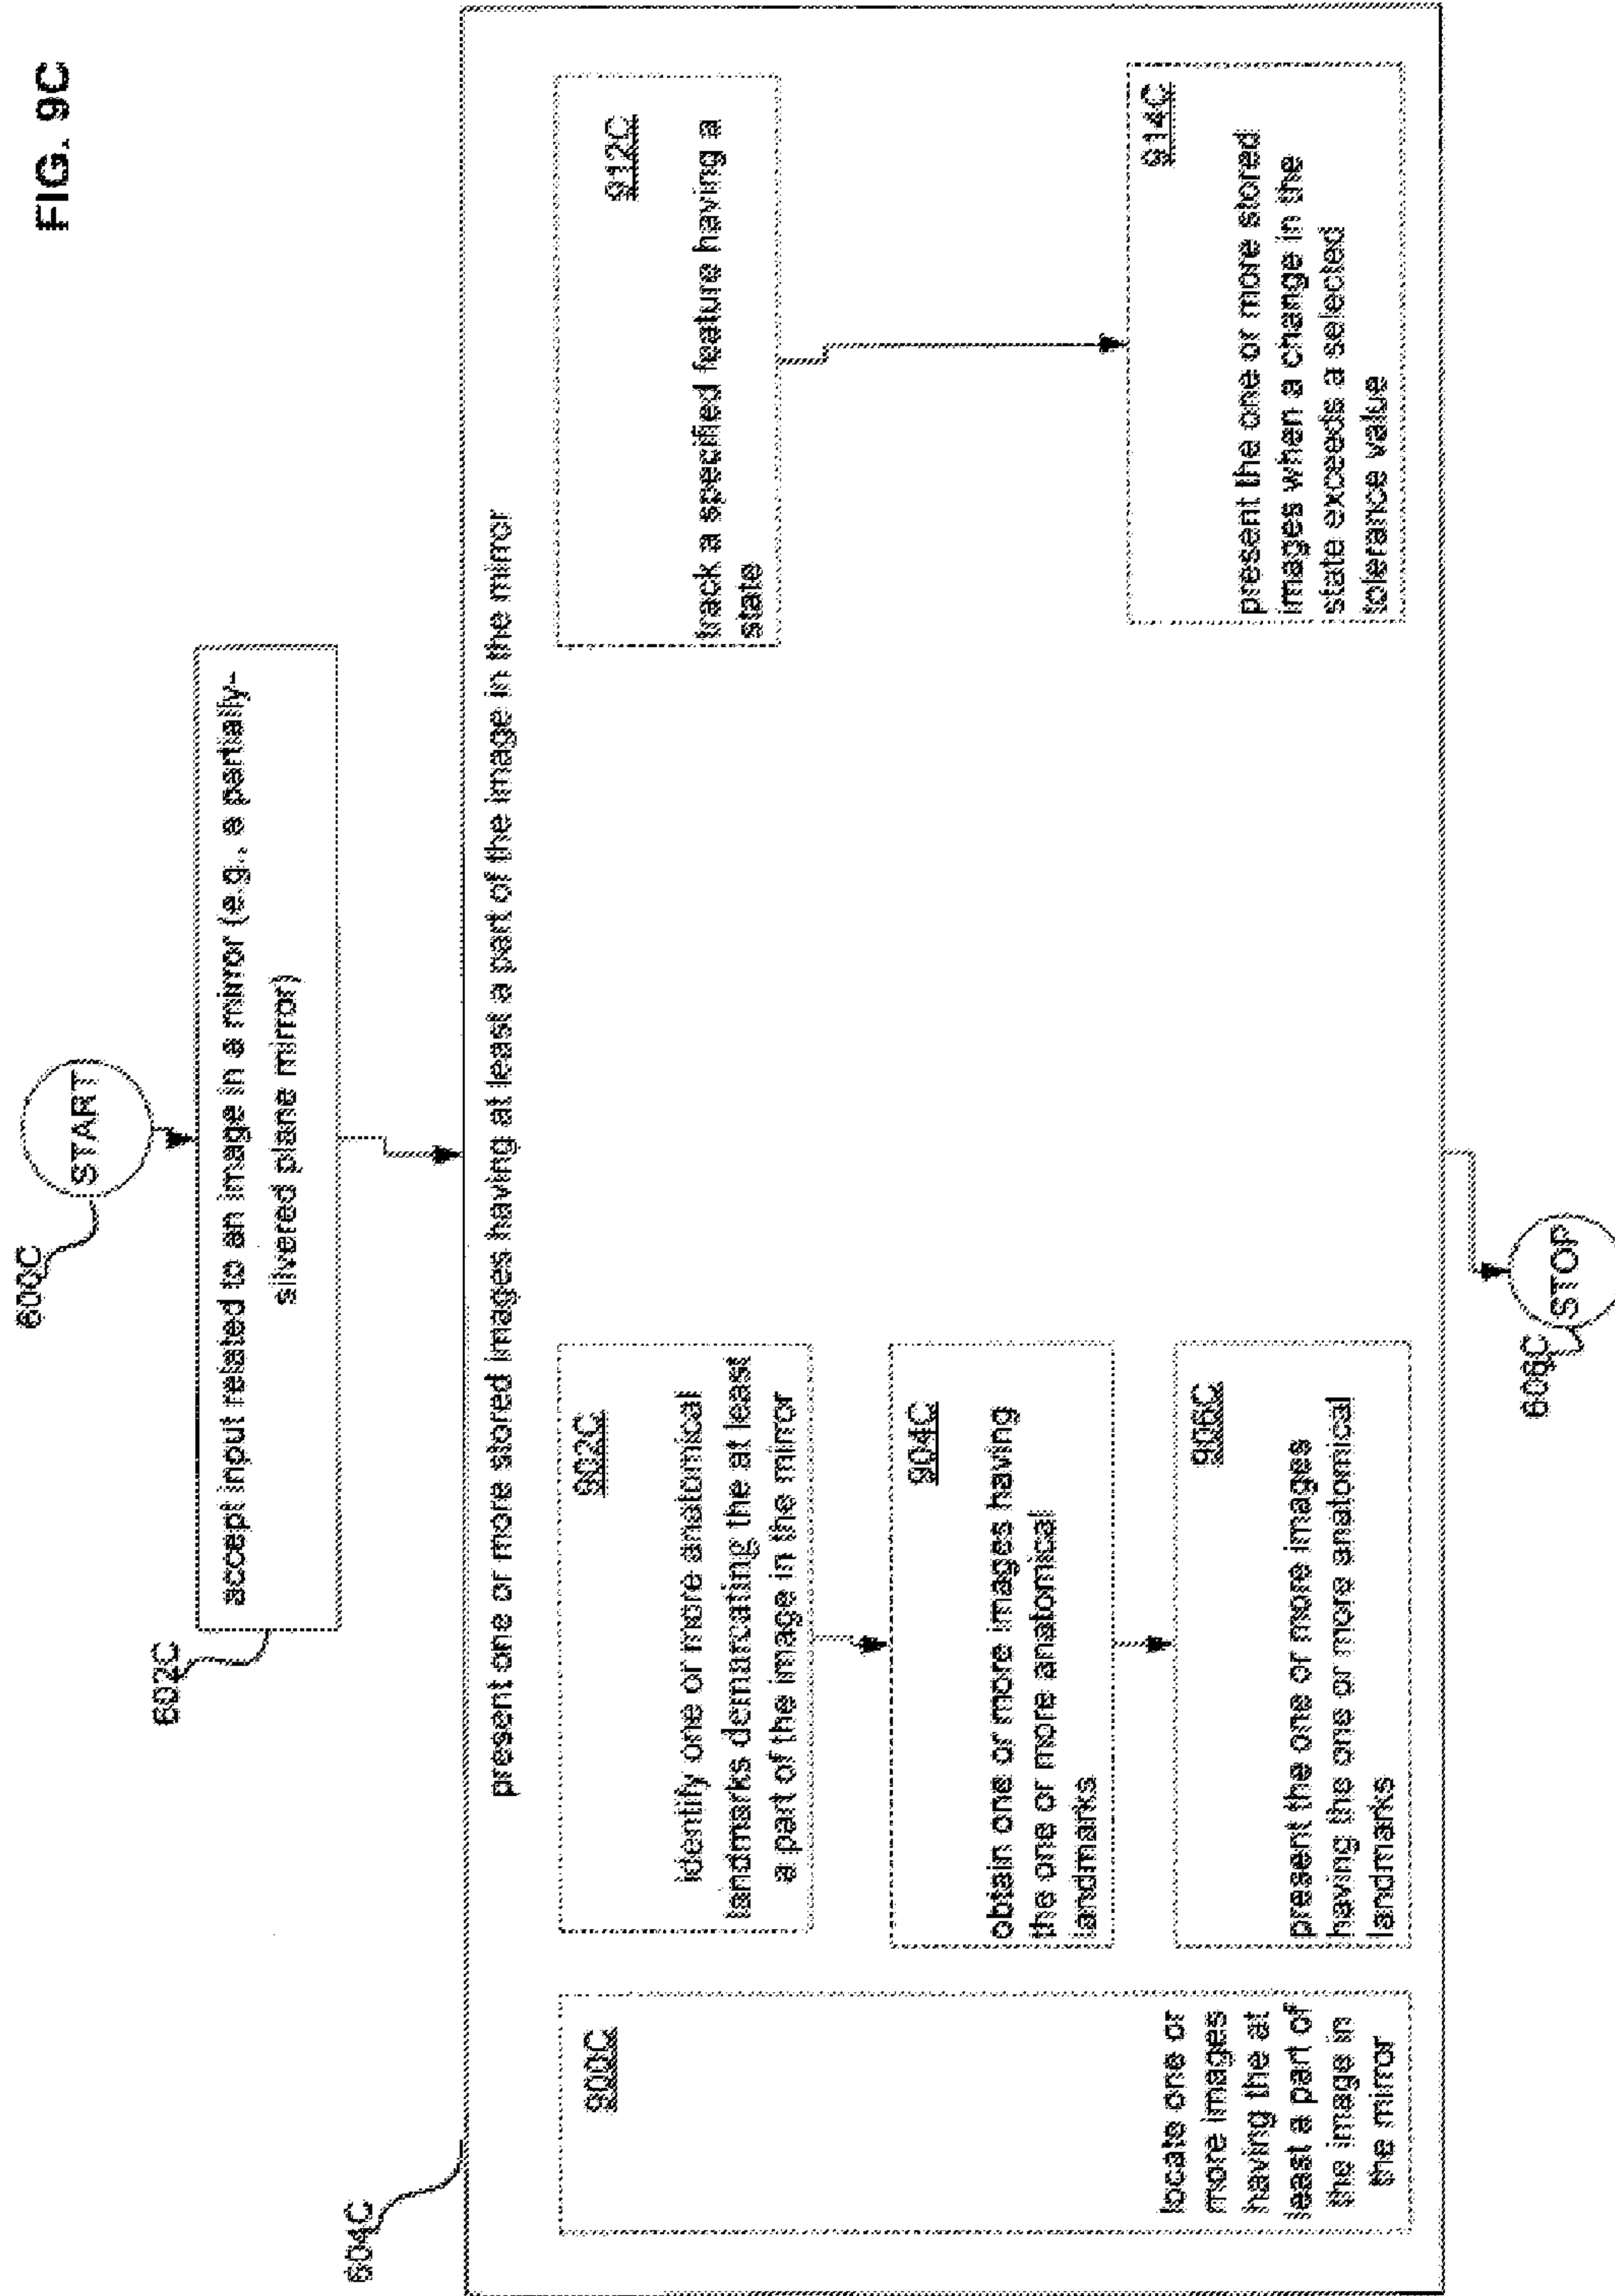 FIG. 9C
600C
START
602C
accept input related to an image in a mirror (e.g., a partially-
silvered plane mirror)
604C
present one or more stored images having at least a part of the image in the mirror
900C
locate one or
more images
having the at
least a part of
the image in
the mirror
902C
identify one or more anatomical
landmarks demarcating the at least
a part of the image in the mirror
904C
obtain one or more images having
the one or more anatomical
landmarks
906C
present the one or more images
having the one or more anatomical
landmarks
912C
track a specified feature having a
state
914C
present the one or more stored
images when a change in the
state exceeds a selected
tolerance value
606C
STOP